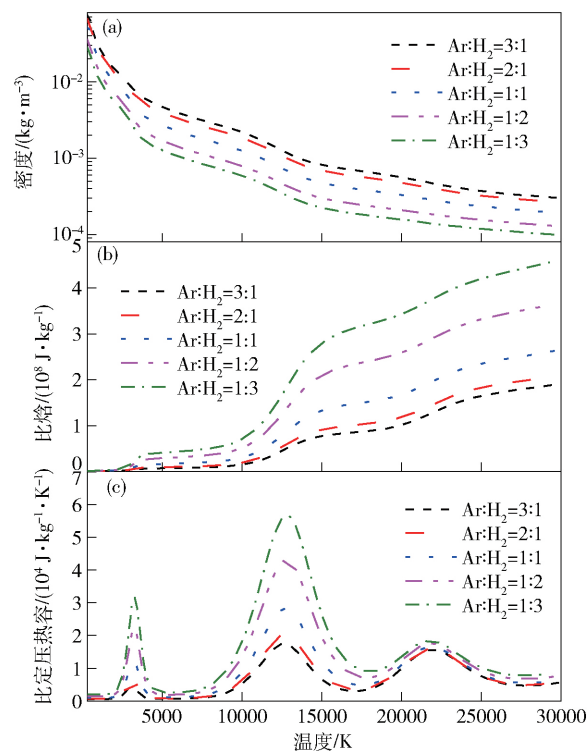 (a)
密度/(kg•m⁻³)
10⁻²
10⁻³
10⁻⁴
Ar∶H₂=3∶1
Ar∶H₂=2∶1
Ar∶H₂=1∶1
Ar∶H₂=1∶2
Ar∶H₂=1∶3
(b)
比焓/(10⁸ J•kg⁻¹)
5
4
3
2
1
0
Ar∶H₂=3∶1
Ar∶H₂=2∶1
Ar∶H₂=1∶1
Ar∶H₂=1∶2
Ar∶H₂=1∶3
(c)
比定压热容/(10⁴ J•kg⁻¹•K⁻¹)
7
6
5
4
3
2
1
0
Ar∶H₂=3∶1
Ar∶H₂=2∶1
Ar∶H₂=1∶1
Ar∶H₂=1∶2
Ar∶H₂=1∶3
5000 10000 15000 20000 25000 30000
温度/K